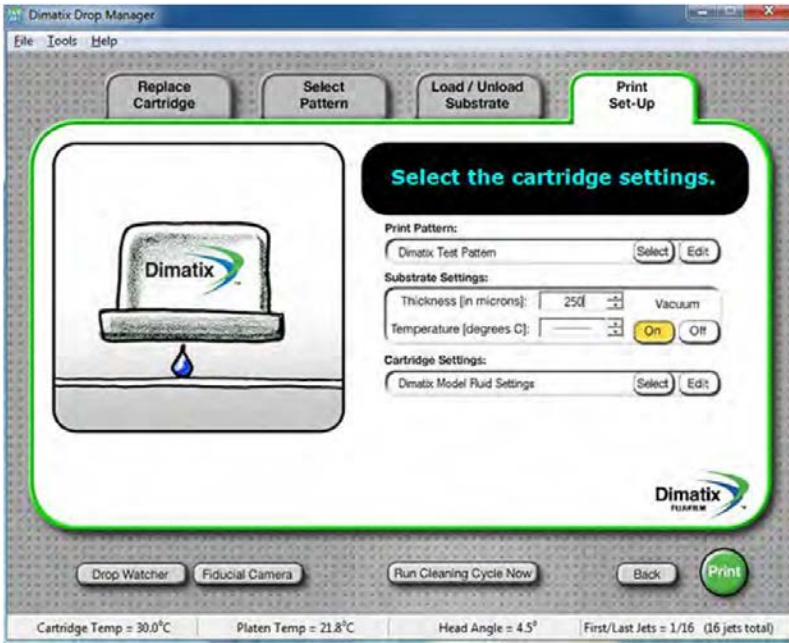 Dimatix Drop Manager
File Tools Help
Replace Cartridge
Select Pattern
Load / Unload Substrate
Print Set-Up
Select the cartridge settings.
Dimatix
Print Pattern:
Dimatix Test Pattern Select Edit
Substrate Settings:
Thickness [in microns]: 250 Vacuum
Temperature [degrees C]: On Off
Cartridge Settings:
Dimatix Model Fluid Settings Select Edit
Dimatix
FUJIFILM
Drop Watcher Fiducial Camera Run Cleaning Cycle Now Back Print
Cartridge Temp = 30.0°C Platen Temp = 21.8°C Head Angle = 4.5° First/Last Jets = 1/16 (16 jets total)